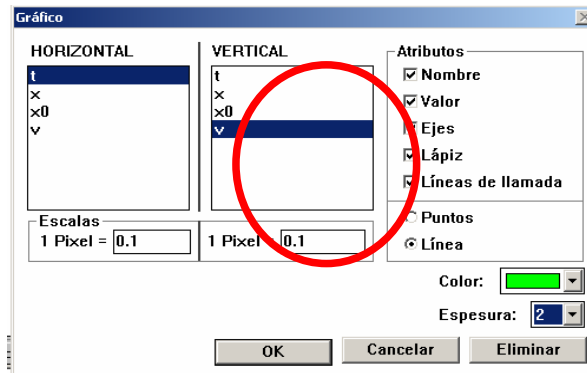 Gráfico
HORIZONTAL
t
x
x0
v
VERTICAL
t
x
x0
v
Atributos
Nombre
Valor
Ejes
Lápiz
Líneas de llamada
Puntos
Línea
Escalas
1 Pixel = 0.1
1 Pixel = 0.1
Color:
Espesura: 2
OK
Cancelar
Eliminar